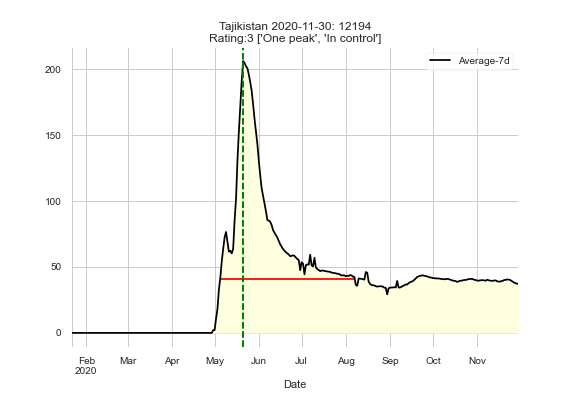 Tajikistan 2020-11-30: 12194
Rating:3 ['One peak', 'In control']
Average-7d
200
150
100
50
0
Feb Mar Apr May Jun Jul Aug Sep Oct Nov
2020
Date